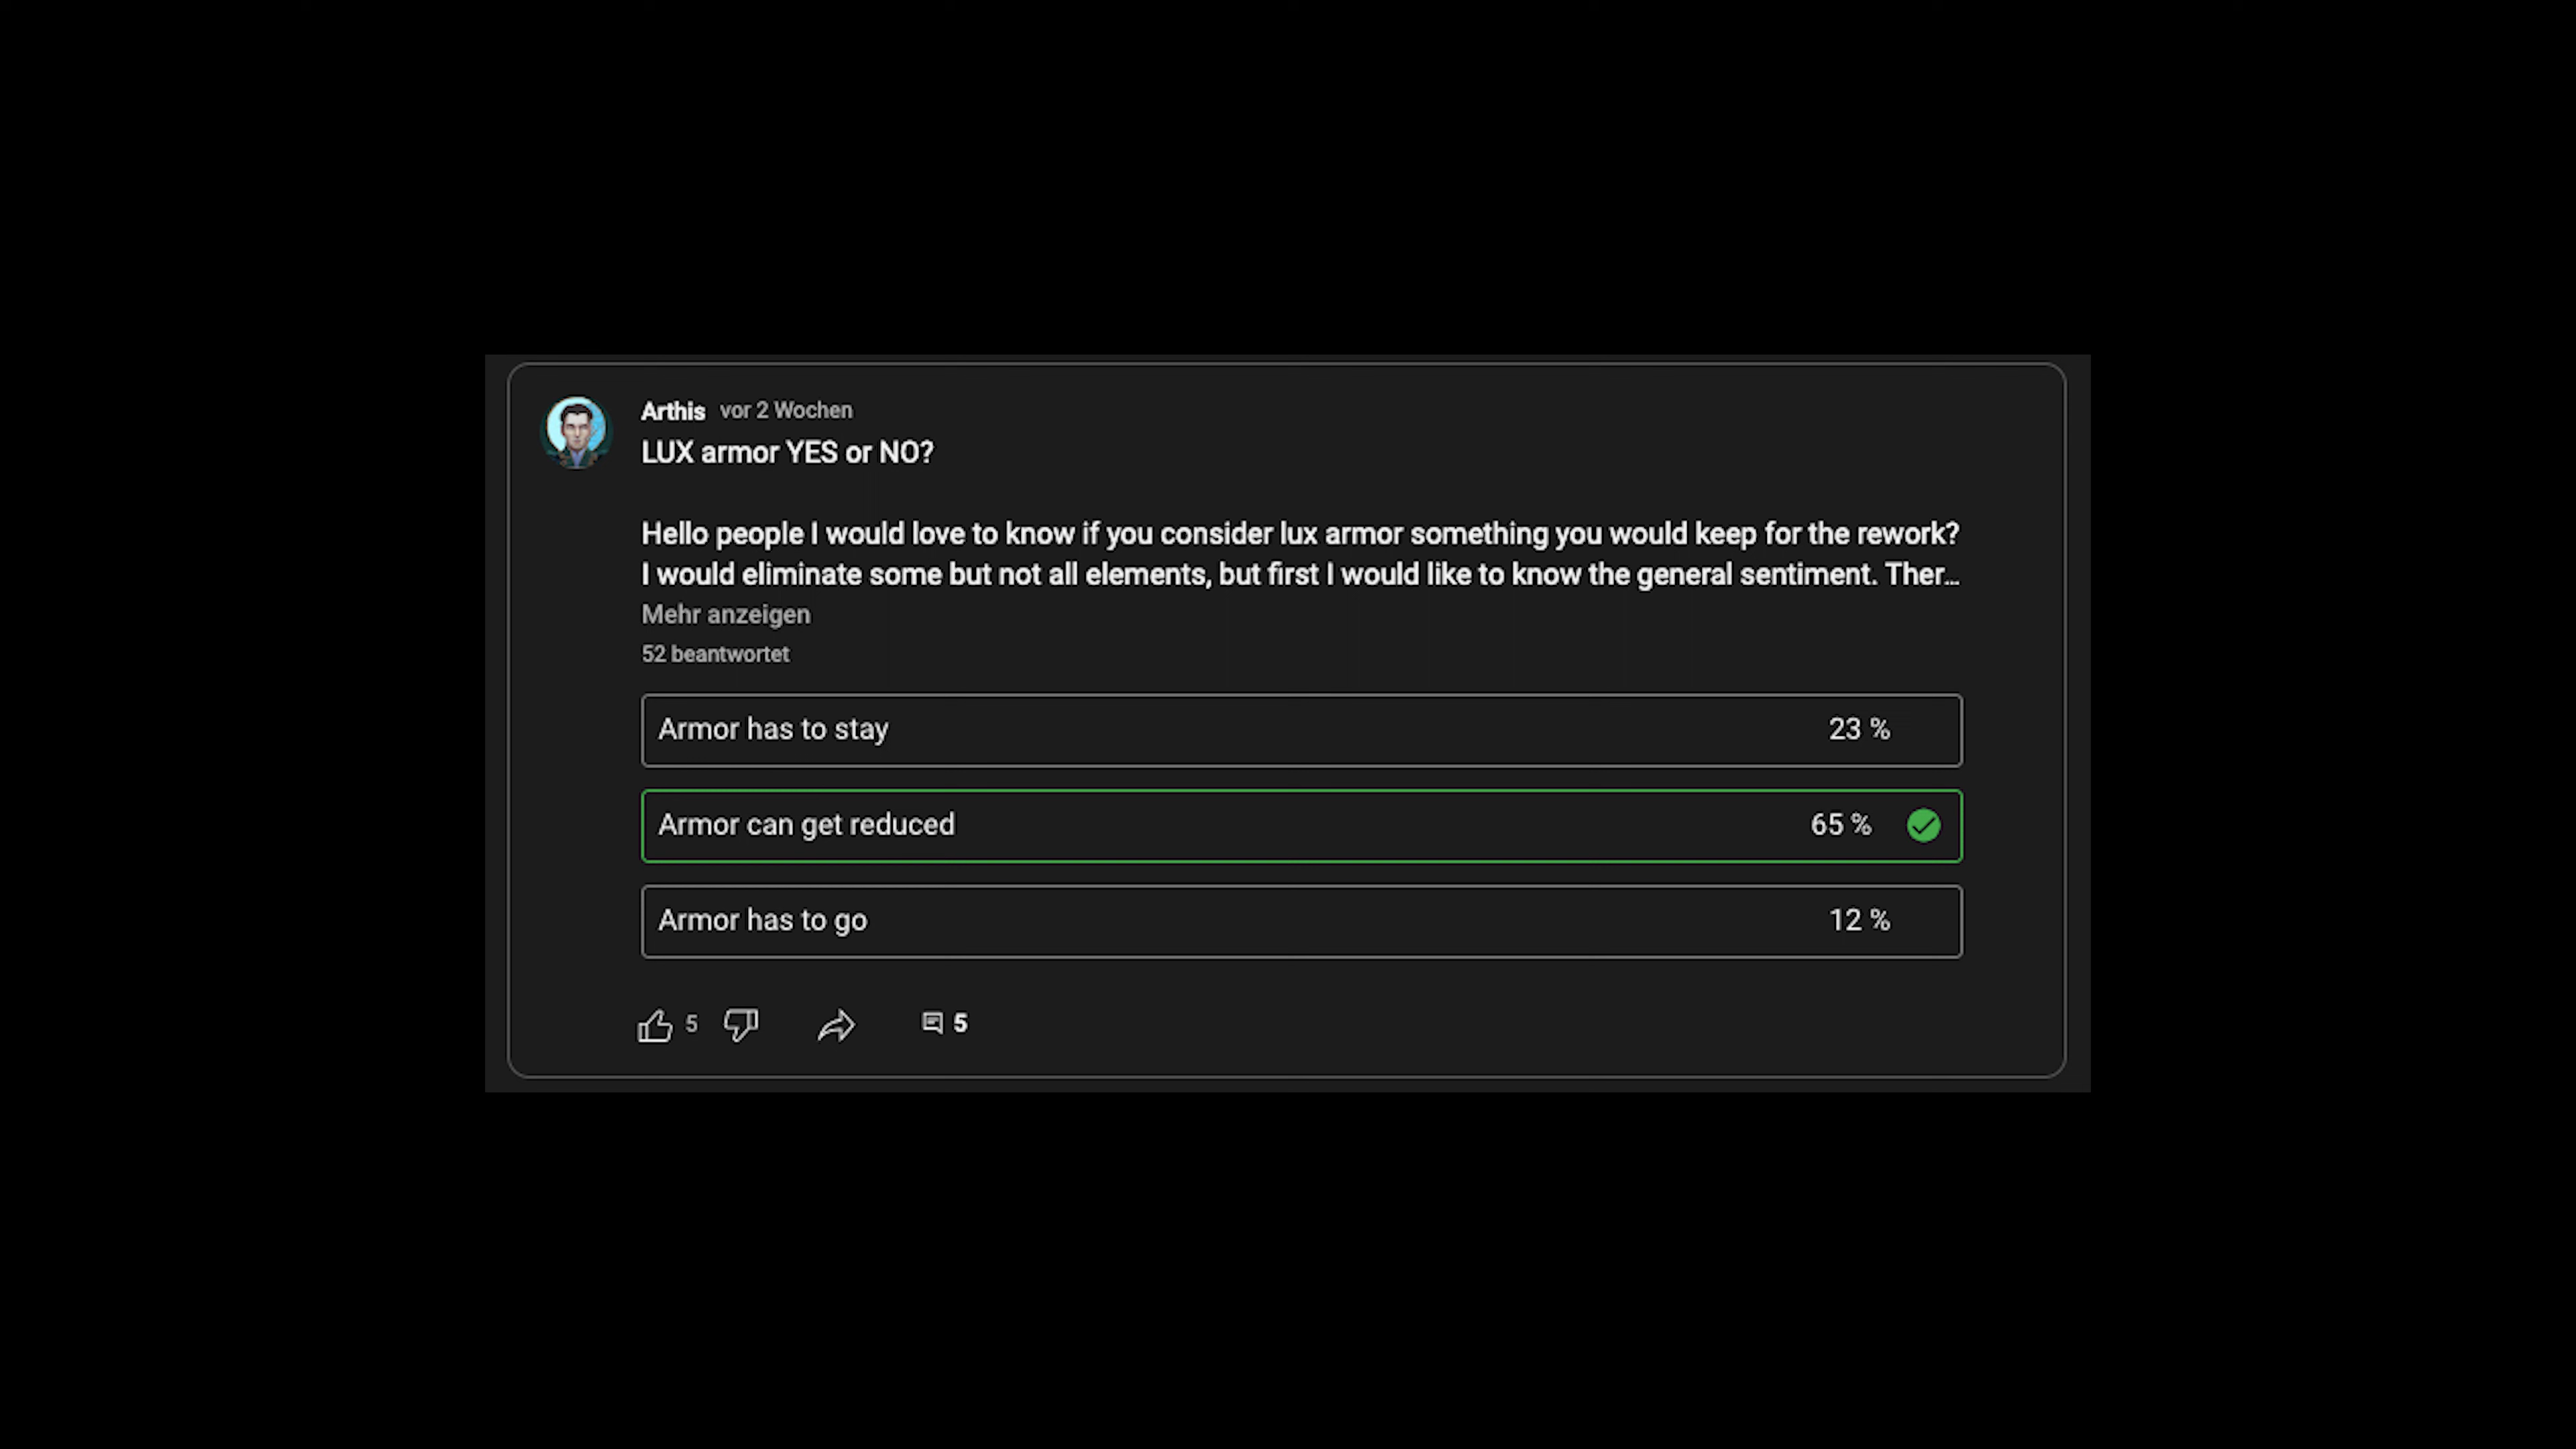 Arthis vor 2 Wochen
LUX armor YES or NO?
Hello people I would love to know if you consider lux armor something you would keep for the rework?
I would eliminate some but not all elements, but first I would like to know the general sentiment. Ther...
Mehr anzeigen
52 beantwortet
Armor has to stay 23 %
Armor can get reduced 65 %
Armor has to go 12 %
5 5